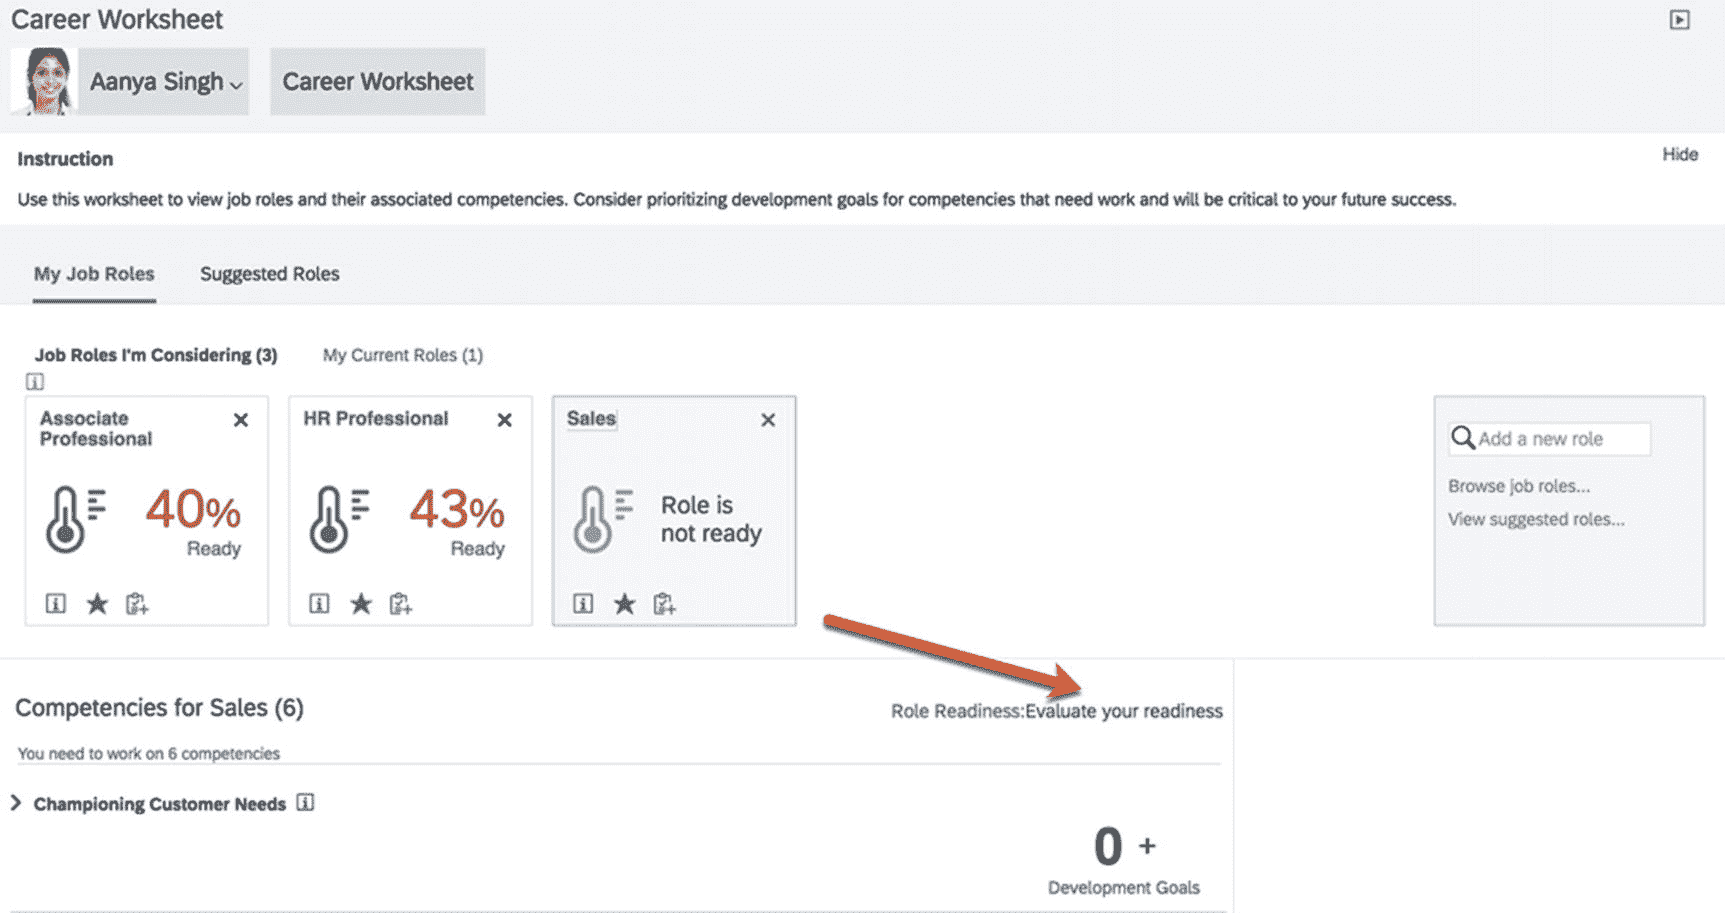 Career Worksheet
Aanya Singh
Career Worksheet
Instruction
Hide
Use this worksheet to view job roles and their associated competencies. Consider prioritizing development goals for competencies that need work and will be critical to your future success.
My Job Roles
Suggested Roles
Job Roles I'm Considering (3)
My Current Roles (1)
Associate
Professional
40%
Ready
HR Professional
43%
Ready
Sales
Role is
not ready
Add a new role
Browse job roles...
View suggested roles...
Competencies for Sales (6)
Role Readiness:Evaluate your readiness
You need to work on 6 competencies
Championing Customer Needs
0 +
Development Goals